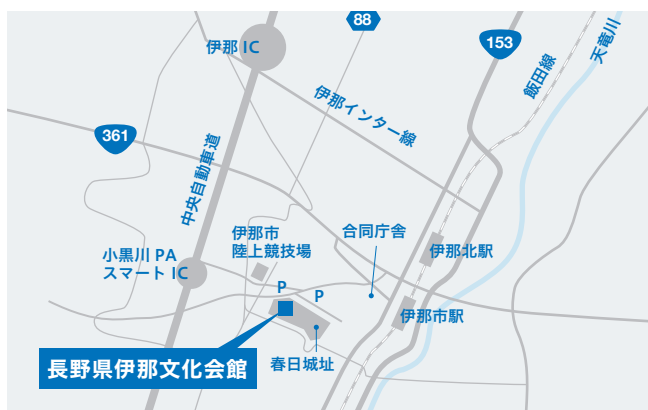 88
伊那 IC
153
天竜川
飯田線
伊那インター線
361
中央自動車道
伊那市
陸上競技場
合同庁舎
伊那北駅
小黒川 PA
スマート IC
P
P
伊那市駅
長野県伊那文化会館
春日城址